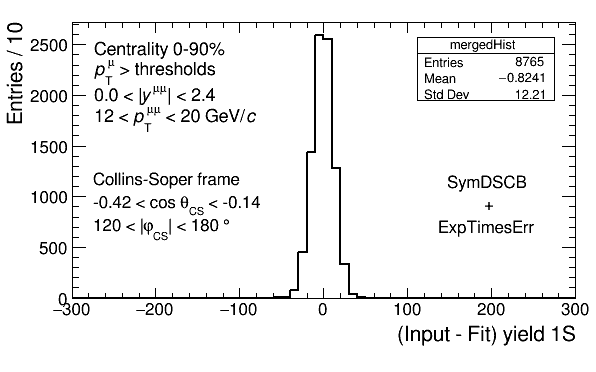 Entries / 10
2500
2000
1500
1000
500
0
Centrality 0-90%
p_T^μ > thresholds
0.0 < |y^μμ| < 2.4
12 < p_T^μμ < 20 GeV/c
Collins-Soper frame
-0.42 < cos θ_CS < -0.14
120 < |φ_CS| < 180 °
mergedHist
Entries 8765
Mean −0.8241
Std Dev 12.21
SymDSCB
+
ExpTimesErr
−300 −200 −100 0 100 200 300
(Input - Fit) yield 1S